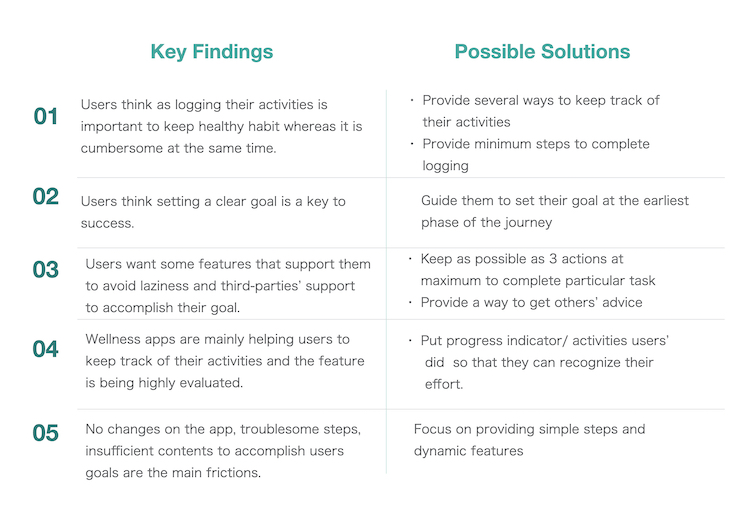 Key Findings
Possible Solutions
01
Users think as logging their activities is
important to keep healthy habit whereas it is
cumbersome at the same time.
・ Provide several ways to keep track of
their activities
・ Provide minimum steps to complete
logging
02
Users think setting a clear goal is a key to
success.
Guide them to set their goal at the earliest
phase of the journey
03
Users want some features that support them
to avoid laziness and third-parties’ support
to accomplish their goal.
・ Keep as possible as 3 actions at
maximum to complete particular task
・ Provide a way to get others’ advice
04
Wellness apps are mainly helping users to
keep track of their activities and the feature
is being highly evaluated.
・ Put progress indicator/ activities users’
did so that they can recognize their
effort.
05
No changes on the app, troublesome steps,
insufficient contents to accomplish users
goals are the main frictions.
Focus on providing simple steps and
dynamic features